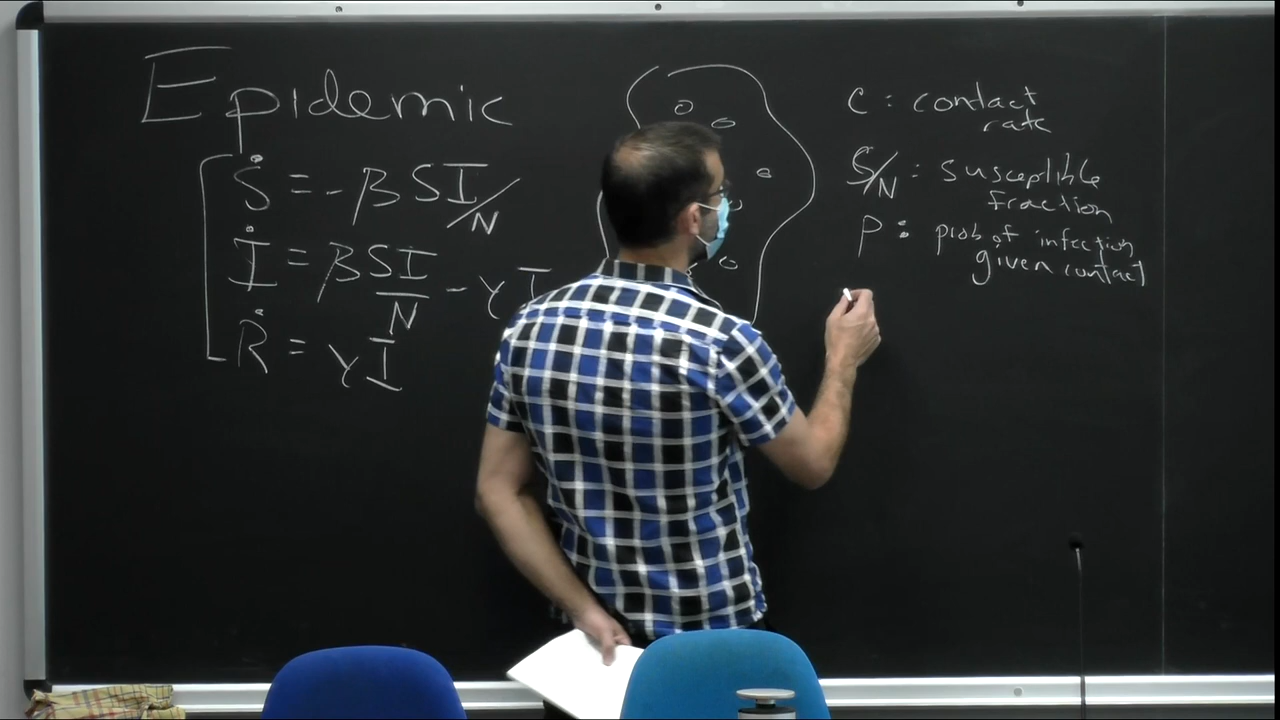 Epidemic
Ṡ = -βSI/N
İ = βSI/N - γI
Ṙ = γI
C : contact
rate
S/N : susceptible
fraction
P : prob of infection
given contact